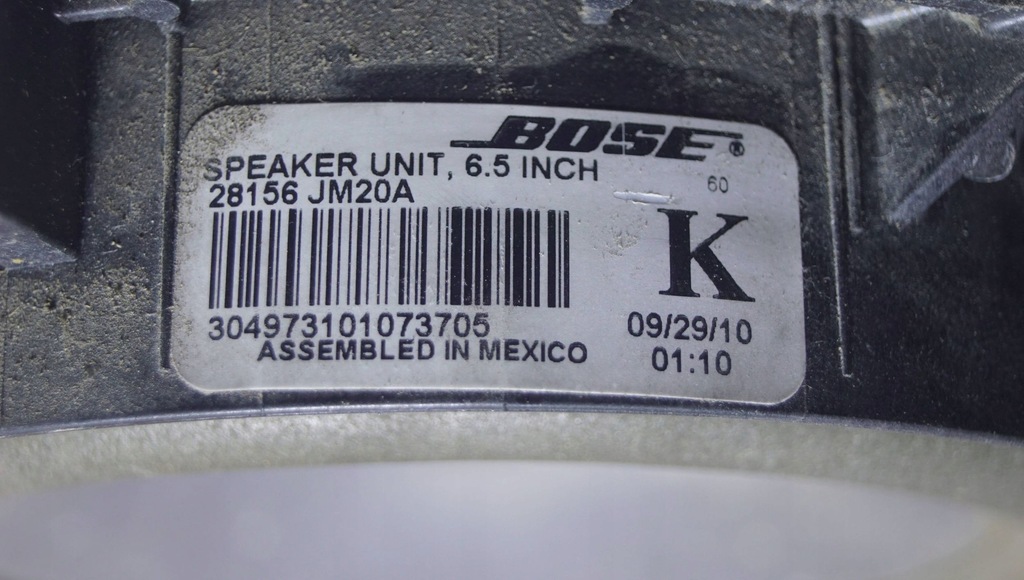 BOSE®
SPEAKER UNIT, 6.5 INCH
60
28156 JM20A
K
304973101073705
09/29/10
ASSEMBLED IN MEXICO
01:10